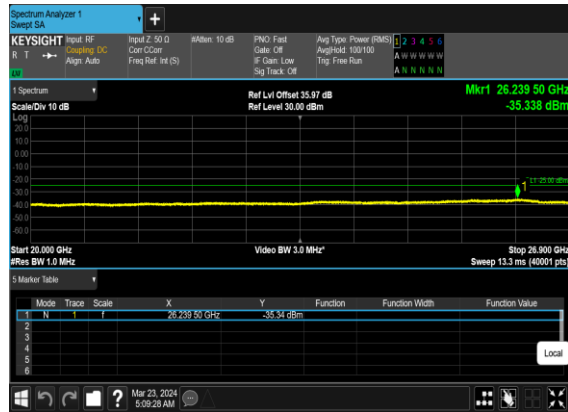 Spectrum Analyzer 1
Swept SA
+
KEYSIGHT Input: RF Input Z: 50 Ω #Atten: 10 dB PNO: Fast Avg Type: Power (RMS) 1 2 3 4 5 6
R T Coupling: DC Corr CCorr Gate: Off Avg|Hold: 100/100 A W W W W W
Align: Auto Freq Ref: Int (S) IF Gain: Low Trig: Free Run
Sig Track: Off A N N N N N
1 Spectrum
Scale/Div 10 dB
Ref Lvl Offset 35.97 dB
Ref Level 30.00 dBm
Mkr1 26.239 50 GHz
-35.338 dBm
Log
20.0
10.0
0.00
-10.0
-20.0
-30.0
-40.0
-50.0
-60.0
1
Start 20.000 GHz
#Res BW 1.0 MHz
Video BW 3.0 MHz*
Stop 26.900 GHz
Sweep 13.3 ms (40001 pts)
5 Marker Table
Mode Trace Scale X Y Function Function Width Function Value
1 N 1 f 26.239 50 GHz -35.34 dBm
2
3
4
5
6
Local
?
Mar 23, 2024
5:09:28 AM